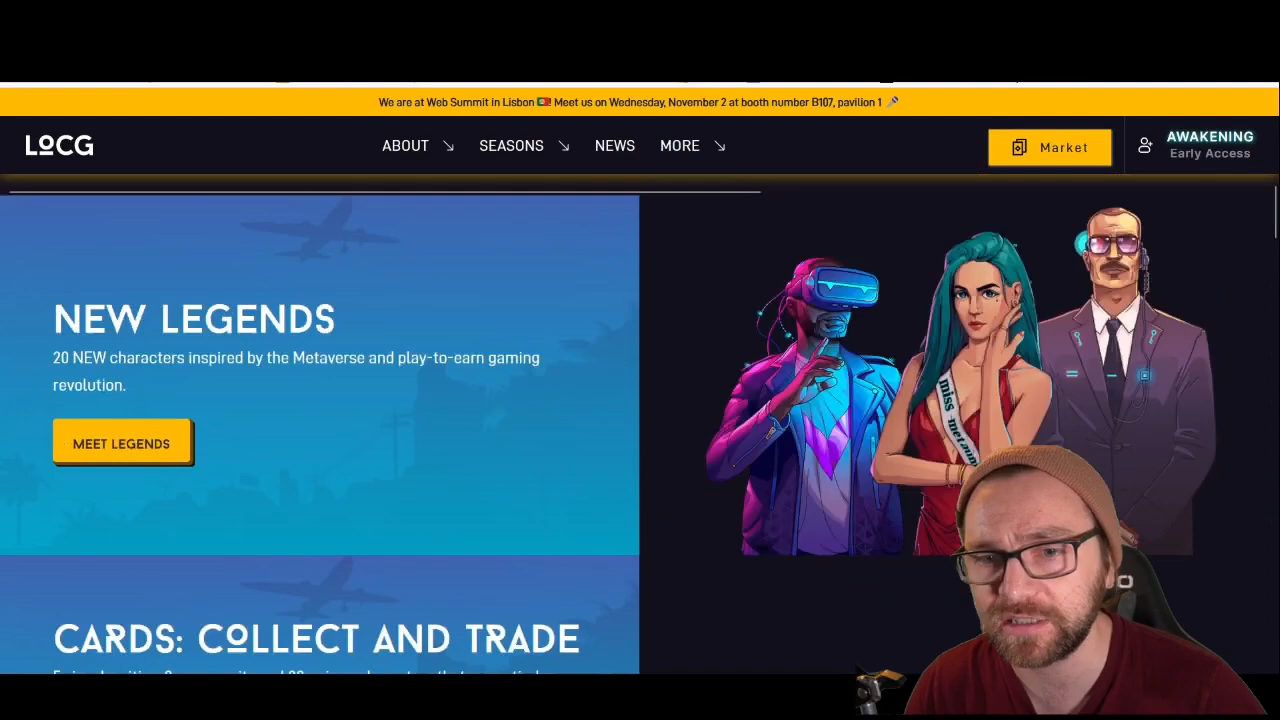 We are at Web Summit in Lisbon 🇵🇹! Meet us on Wednesday, November 2 at booth number B107, pavilion 1 🎤
LOCG
ABOUT ↘ SEASONS ↘ NEWS MORE ↘
Market
AWAKENING
Early Access
NEW LEGENDS
20 NEW characters inspired by the Metaverse and play-to-earn gaming
revolution.
MEET LEGENDS
miss
CARDS: COLLECT AND TRADE